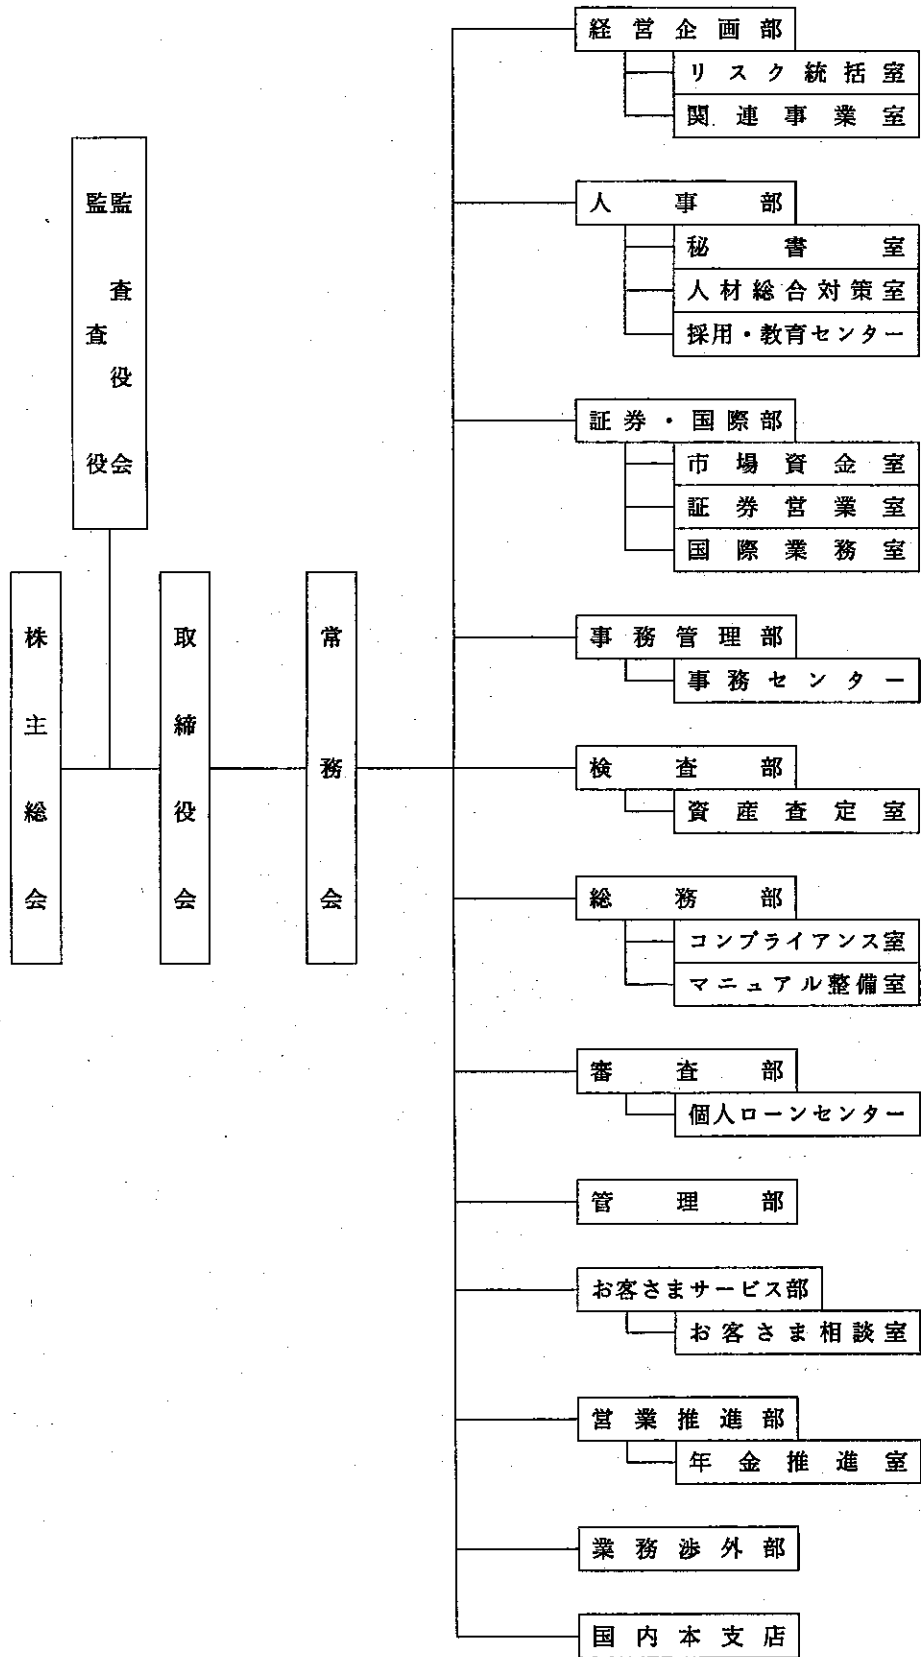 監査役会
監査役
株主総会
取締役会
常務会
経営企画部
リスク統括室
関連事業室
人事部
秘書室
人材総合対策室
採用・教育センター
証券・国際部
市場資金室
証券営業室
国際業務室
事務管理部
事務センター
検査部
資産査定室
総務部
コンプライアンス室
マニュアル整備室
審査部
個人ローンセンター
管理部
お客さまサービス部
お客さま相談室
営業推進部
年金推進室
業務渉外部
国内本支店